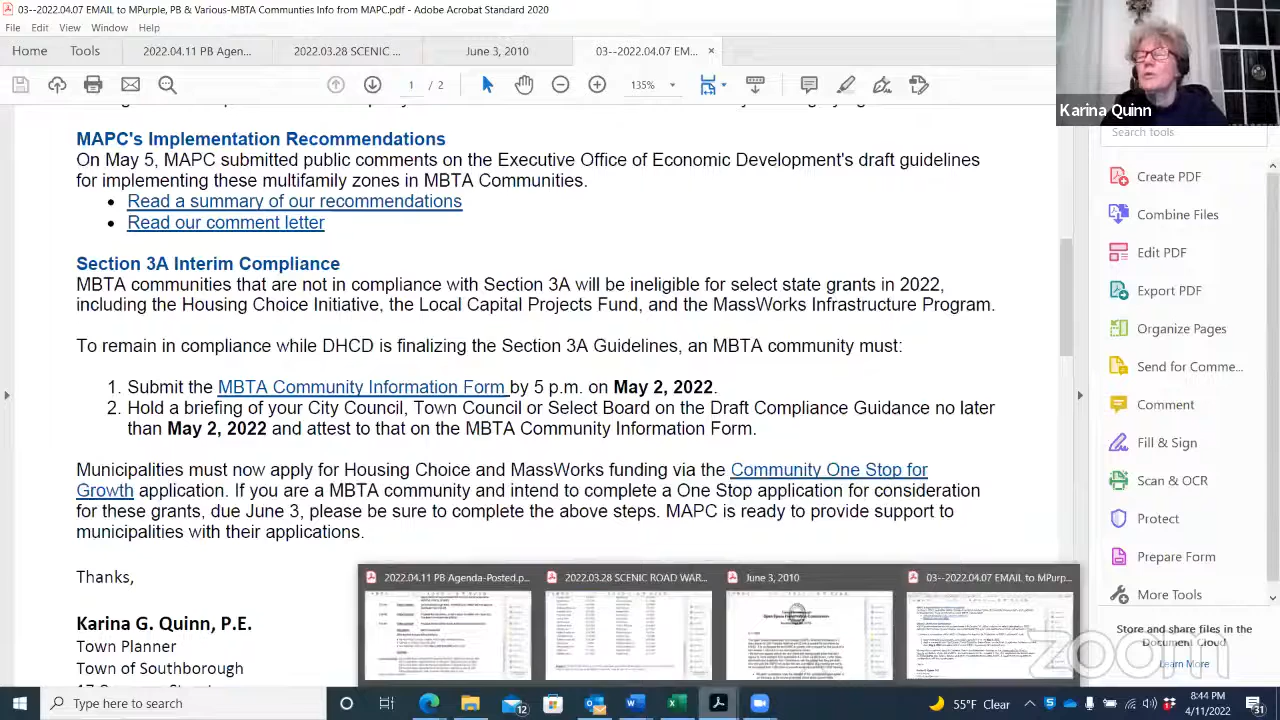 03--2022.04.07 EMAIL to MPurple, PB & Various-MBTA Communties Info from MAPC.pdf - Adobe Acrobat Standard 2020
File Edit View Window Help
Home Tools 2022.04.11 PB Agen... 2022.03.28 SCENIC ... June 3, 2010 03--2022.04.07 EM... ×
1 / 2 135%
Karina Quinn
Search tools
MAPC's Implementation Recommendations
On May 5, MAPC submitted public comments on the Executive Office of Economic Development's draft guidelines
for implementing these multifamily zones in MBTA Communities.
• Read a summary of our recommendations
• Read our comment letter
Section 3A Interim Compliance
MBTA communities that are not in compliance with Section 3A will be ineligible for select state grants in 2022,
including the Housing Choice Initiative, the Local Capital Projects Fund, and the MassWorks Infrastructure Program.
To remain in compliance while DHCD is finalizing the Section 3A Guidelines, an MBTA community must:
1. Submit the MBTA Community Information Form by 5 p.m. on May 2, 2022.
2. Hold a briefing of your City Council, Town Council or Select Board on the Draft Compliance Guidance no later
than May 2, 2022 and attest to that on the MBTA Community Information Form.
Municipalities must now apply for Housing Choice and MassWorks funding via the Community One Stop for
Growth application. If you are a MBTA community and intend to complete a One Stop application for consideration
for these grants, due June 3, please be sure to complete the above steps. MAPC is ready to provide support to
municipalities with their applications.
Thanks,
Karina G. Quinn, P.E.
Town Planner
Town of Southborough
Create PDF
Combine Files
Edit PDF
Export PDF
Organize Pages
Send for Comme...
Comment
Fill & Sign
Scan & OCR
Protect
Prepare Form
More Tools
Store and share files in the
Learn More
2022.04.11 PB Agenda-Posted.p...
2022.03.28 SCENIC ROAD WAR...
June 3, 2010
03--2022.04.07 EMAIL to MPurp...
zoom
Type here to search
12
55°F Clear
8:44 PM
4/11/2022
31